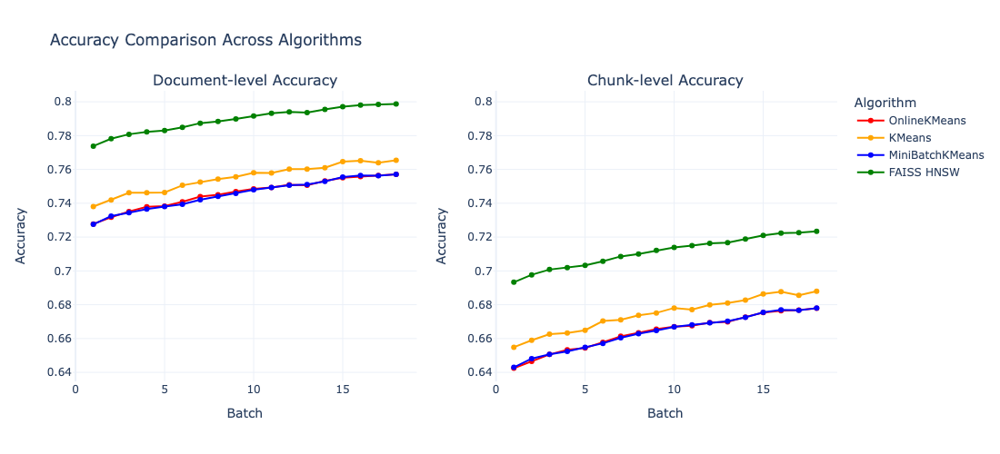 Accuracy Comparison Across Algorithms
Document-level Accuracy
Accuracy
0.8
0.78
0.76
0.74
0.72
0.7
0.68
0.66
0.64
0
5
10
15
Batch
Chunk-level Accuracy
Accuracy
0.8
0.78
0.76
0.74
0.72
0.7
0.68
0.66
0.64
0
5
10
15
Batch
Algorithm
OnlineKMeans
KMeans
MiniBatchKMeans
FAISS HNSW